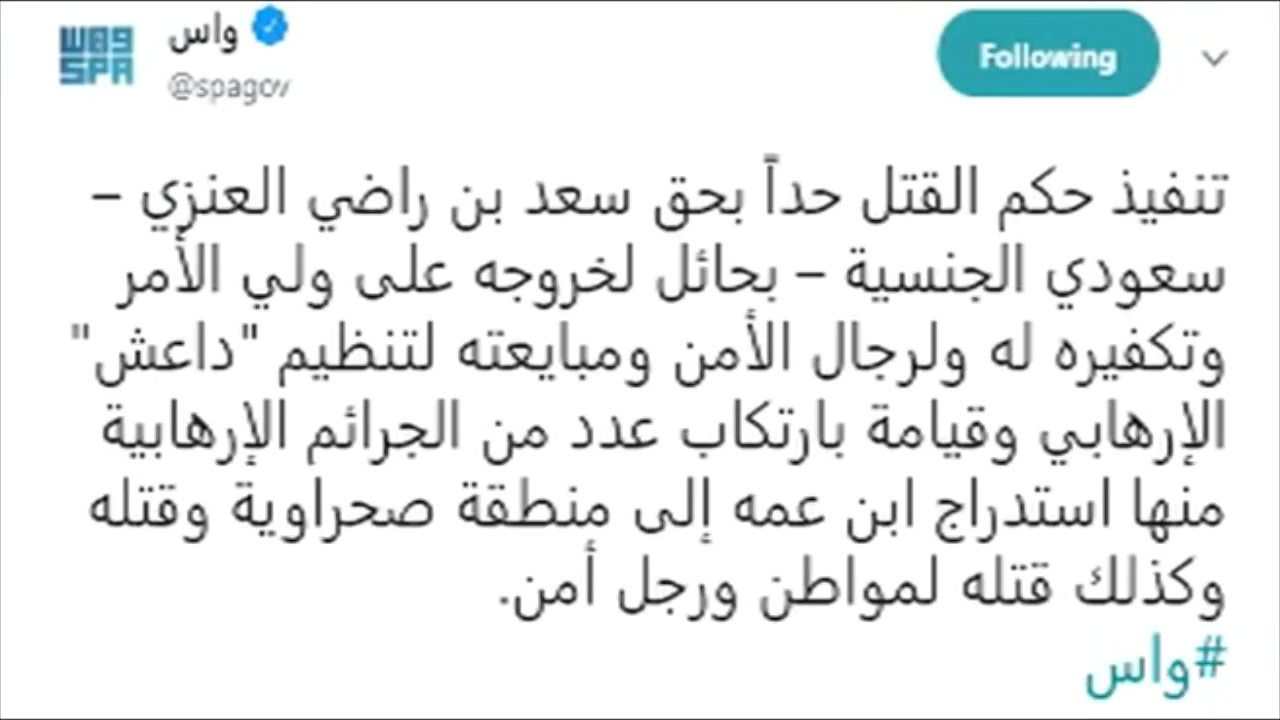 واس
@spagov
Following
W09
SPA
تنفيذ حكم القتل حداً بحق سعد بن راضي العنزي –
سعودي الجنسية – بحائل لخروجه على ولي الأمر
وتكفيره له ولرجال الأمن ومبايعته لتنظيم "داعش"
الإرهابي وقيامة بارتكاب عدد من الجرائم الإرهابية
منها استدراج ابن عمه إلى منطقة صحراوية وقتله
وكذلك قتله لمواطن ورجل أمن.
#واس